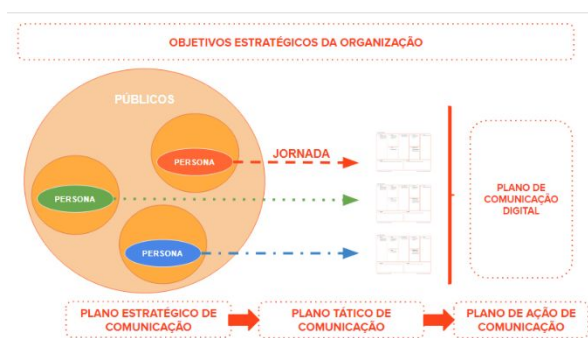 OBJETIVOS ESTRATÉGICOS DA ORGANIZAÇÃO
PÚBLICOS
PERSONA
JORNADA
PERSONA
PERSONA
PLANO DE
COMUNICAÇÃO
DIGITAL
PLANO ESTRATÉGICO DE
COMUNICAÇÃO
PLANO TÁTICO DE
COMUNICAÇÃO
PLANO DE AÇÃO DE
COMUNICAÇÃO